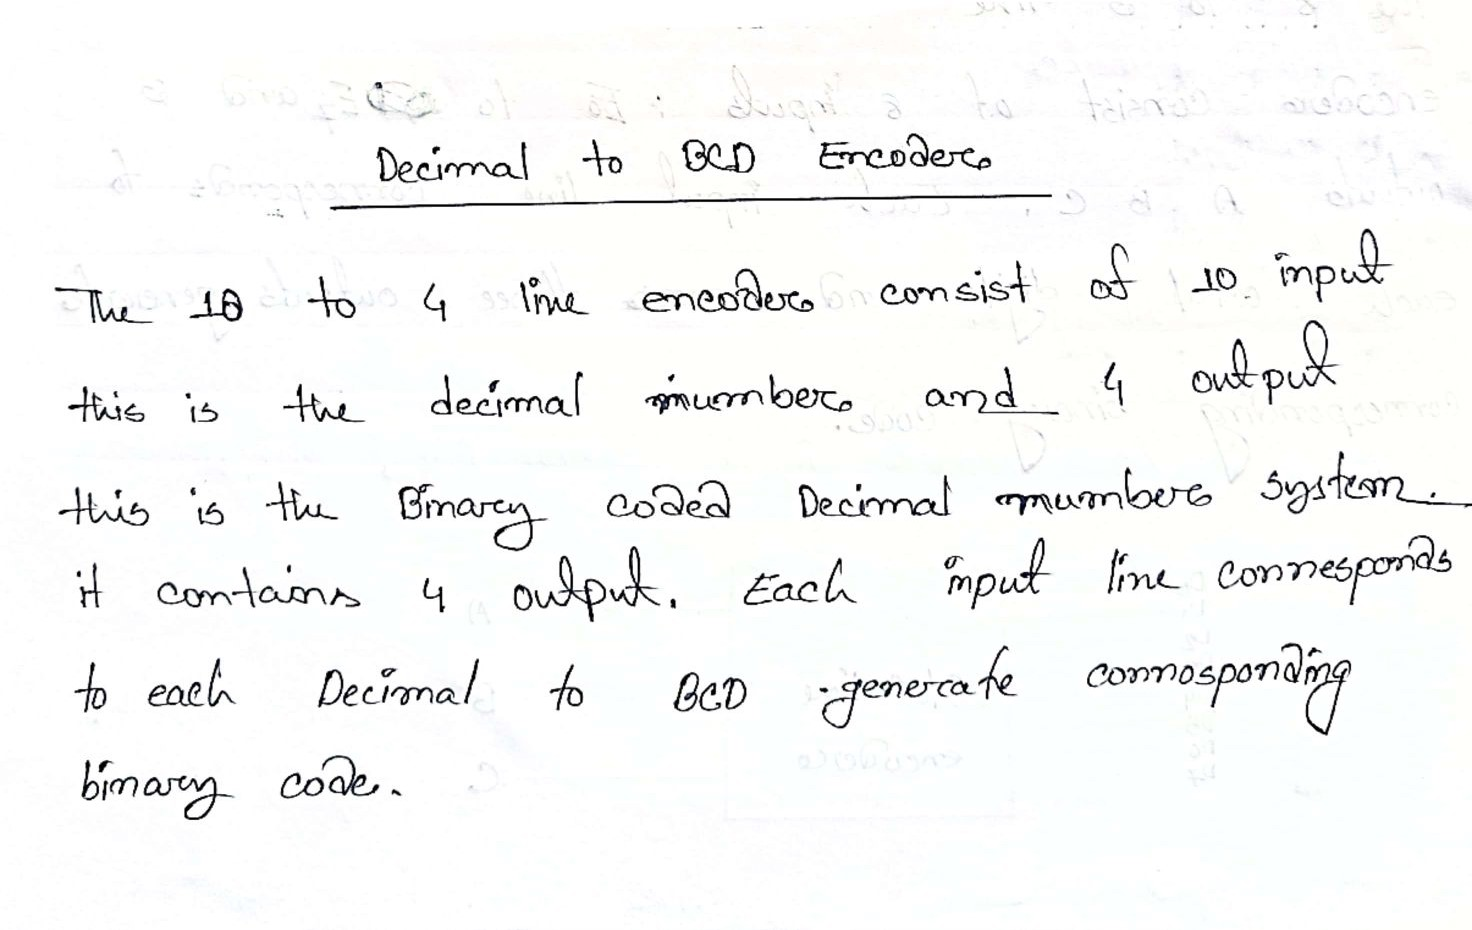 Decimal to BCD Encoder
The 10 to 4 line encoder consist of 10 input
this is the decimal number and 4 output
this is the Binary coded Decimal number system.
it contains 4 output. Each input line connesponds
to each Decimal to BCD generate connosponding
binary code.